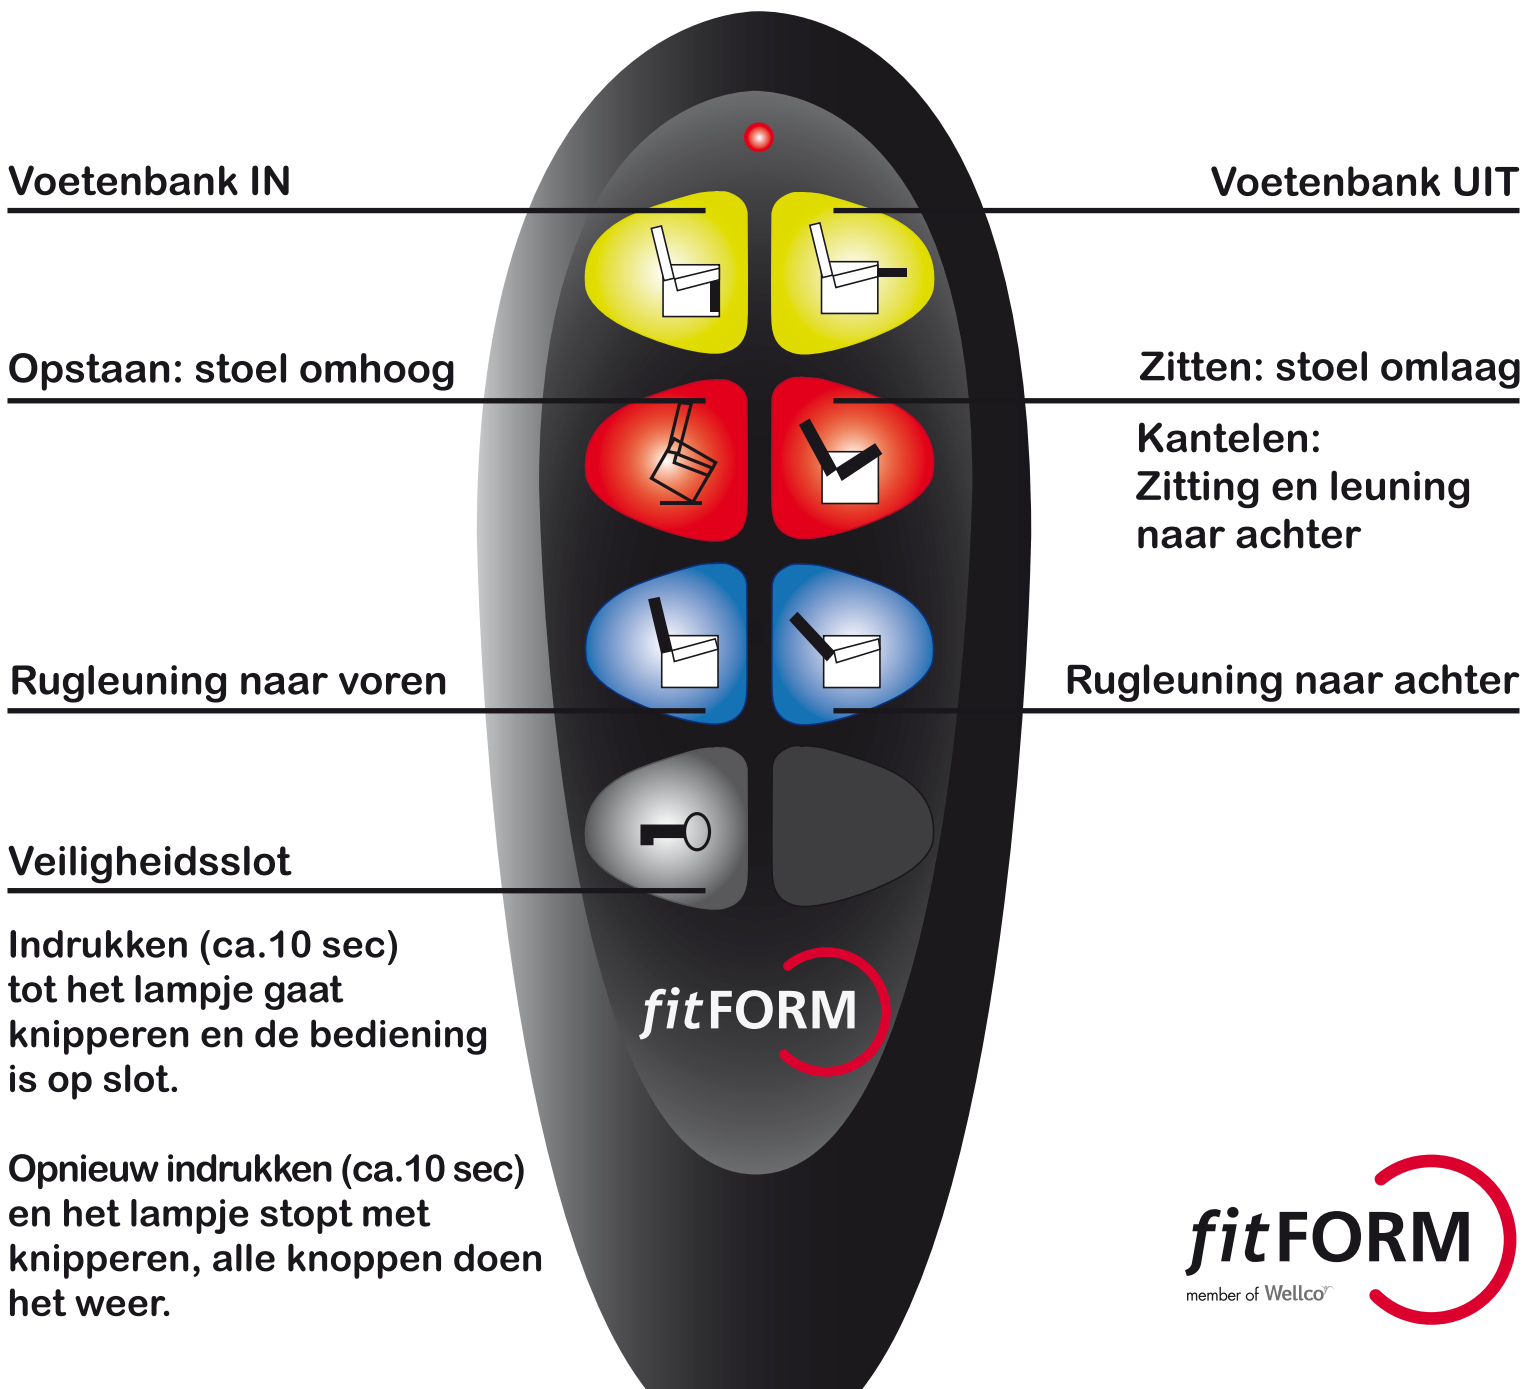 Voetenbank IN
Voetenbank UIT
Opstaan: stoel omhoog
Zitten: stoel omlaag
Kantelen:
Zitting en leuning
naar achter
Rugleuning naar voren
Rugleuning naar achter
Veiligheidsslot
Indrukken (ca.10 sec)
tot het lampje gaat
knipperen en de bediening
is op slot.
Opnieuw indrukken (ca.10 sec)
en het lampje stopt met
knipperen, alle knoppen doen
het weer.
fitFORM
fitFORM
member of Wellco